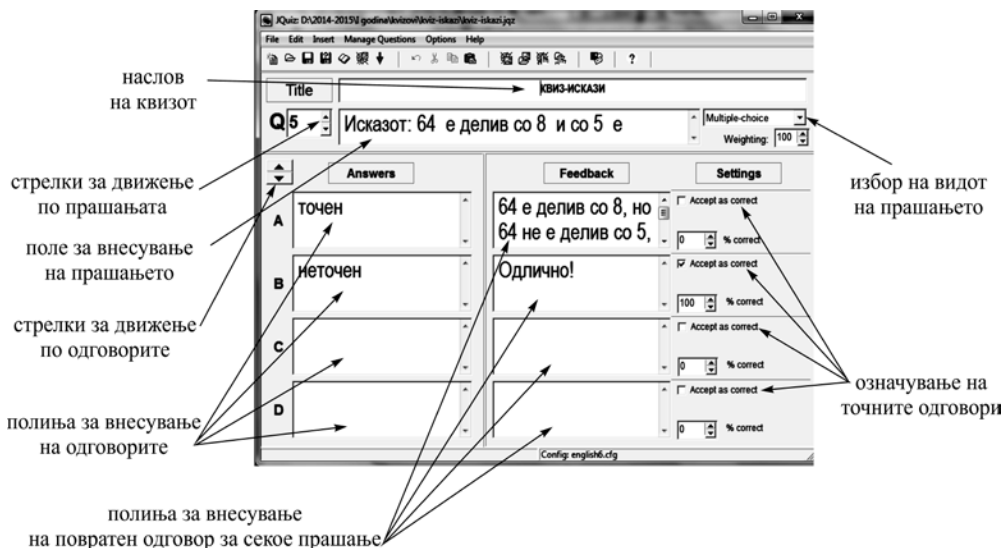 JQuiz: D:\2014-2015\I godina\kvizovi\kviz-iskazi\kviz-iskazi.jqz
File Edit Insert Manage Questions Options Help
наслов
на квизот
Title
КВИЗ-ИСКАЗИ
Q 5
Исказот: 64 е делив со 8 и со 5 е
Multiple-choice
Weighting: 100
стрелки за движење
по прашањата
избор на видот
на прашањето
Answers
Feedback
Settings
A
точен
64 е делив со 8, но
64 не е делив со 5,
Accept as correct
0 % correct
поле за внесување
на прашањето
B
неточен
Одлично!
Accept as correct
100 % correct
стрелки за движење
по одговорите
C
Accept as correct
0 % correct
означување на
точните одговори
полиња за внесување
на одговорите
D
Accept as correct
0 % correct
Config: english6.cfg
полиња за внесување
на повратен одговор за секое прашање